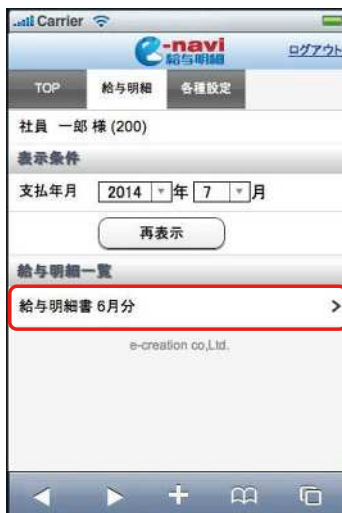 Carrier
e-navi
給与明細
ログアウト
TOP 給与明細 各種設定
社員 一郎 様 (200)
表示条件
支払年月 2014 年 7 月
再表示
給与明細一覧
給与明細書 6月分
e-creation co,Ltd.